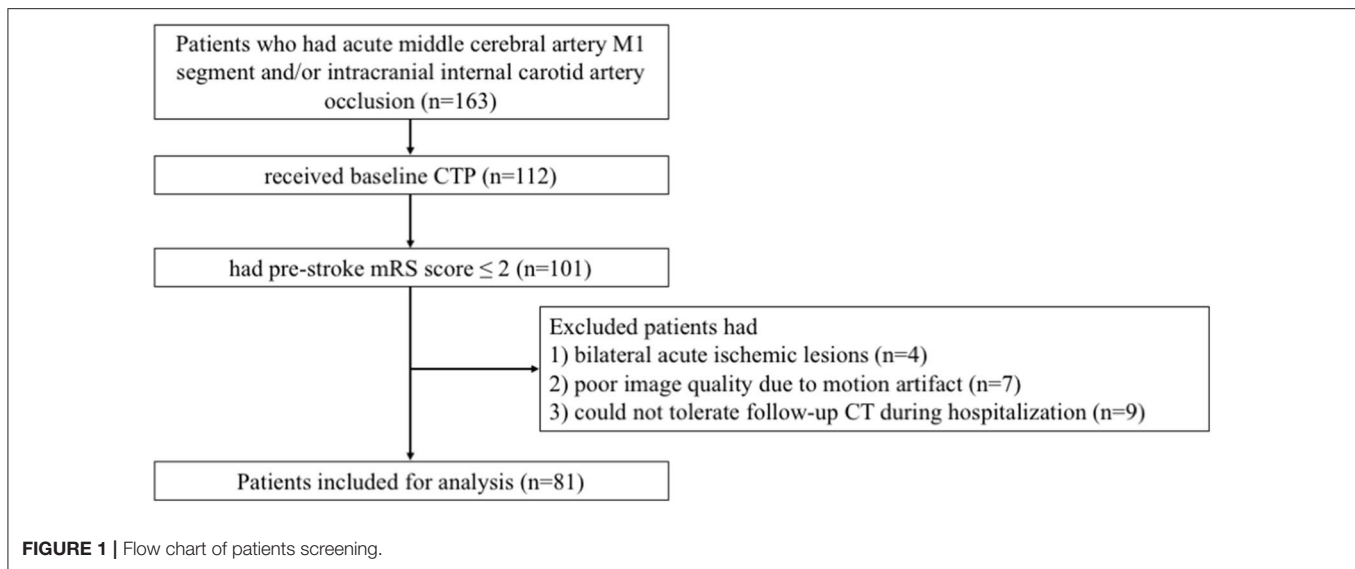 Patients who had acute middle cerebral artery M1
segment and/or intracranial internal carotid artery
occlusion (n=163)
received baseline CTP (n=112)
had pre-stroke mRS score ≤ 2 (n=101)
Excluded patients had
1) bilateral acute ischemic lesions (n=4)
2) poor image quality due to motion artifact (n=7)
3) could not tolerate follow-up CT during hospitalization (n=9)
Patients included for analysis (n=81)
FIGURE 1 | Flow chart of patients screening.